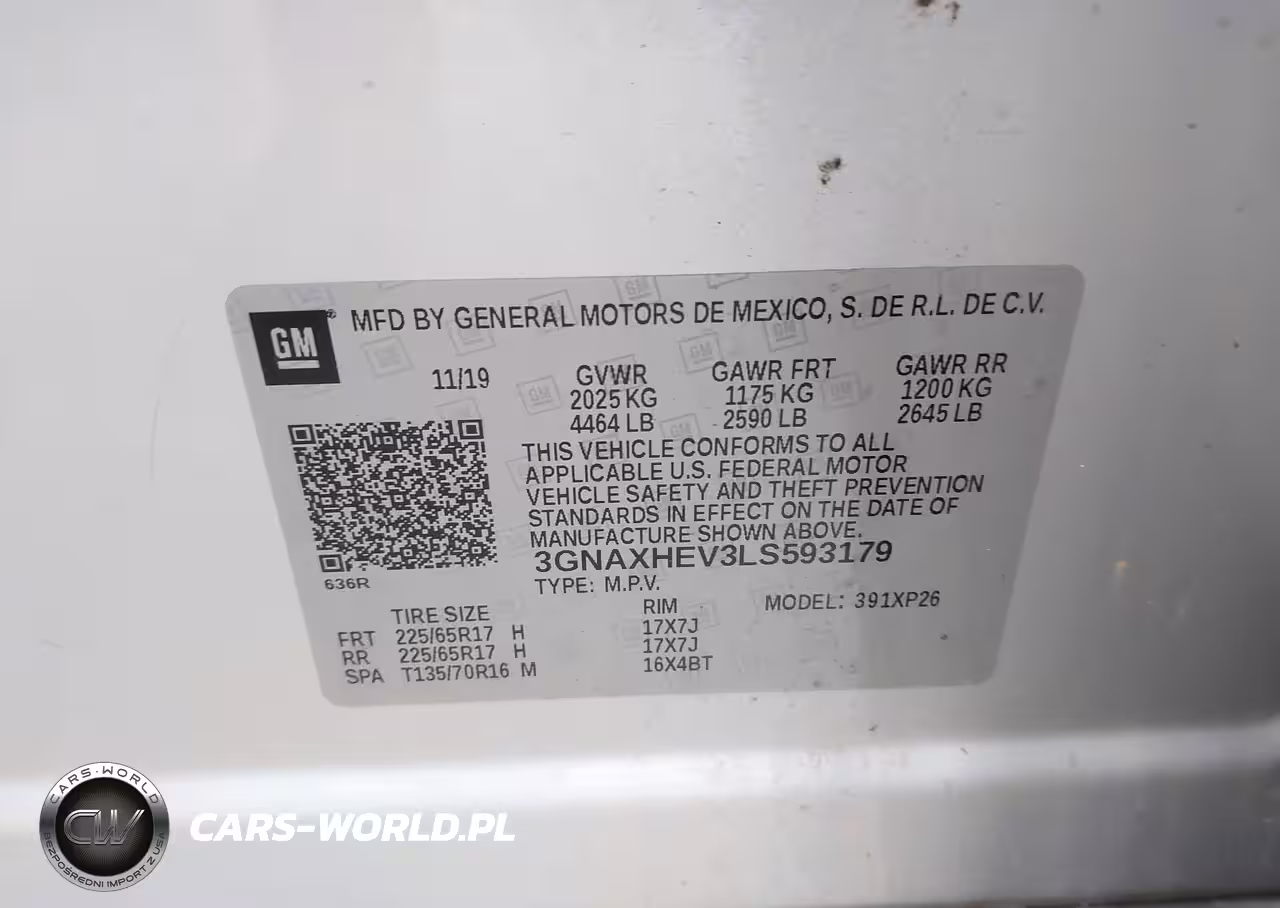 GM
MFD BY GENERAL MOTORS DE MEXICO, S. DE R.L. DE C.V.
11/19 GVWR GAWR FRT GAWR RR
2025 KG 1175 KG 1200 KG
4464 LB 2590 LB 2645 LB
THIS VEHICLE CONFORMS TO ALL
APPLICABLE U.S. FEDERAL MOTOR
VEHICLE SAFETY AND THEFT PREVENTION
STANDARDS IN EFFECT ON THE DATE OF
MANUFACTURE SHOWN ABOVE.
3GNAXHEV3LS593179
636R
TYPE: M.P.V.
TIRE SIZE RIM MODEL: 391XP26
FRT 225/65R17 H 17X7J
RR 225/65R17 H 17X7J
SPA T135/70R16 M 16X4BT
CARS-WORLD
CW
BEZPOŚREDNI IMPORT Z USA
CARS-WORLD.PL